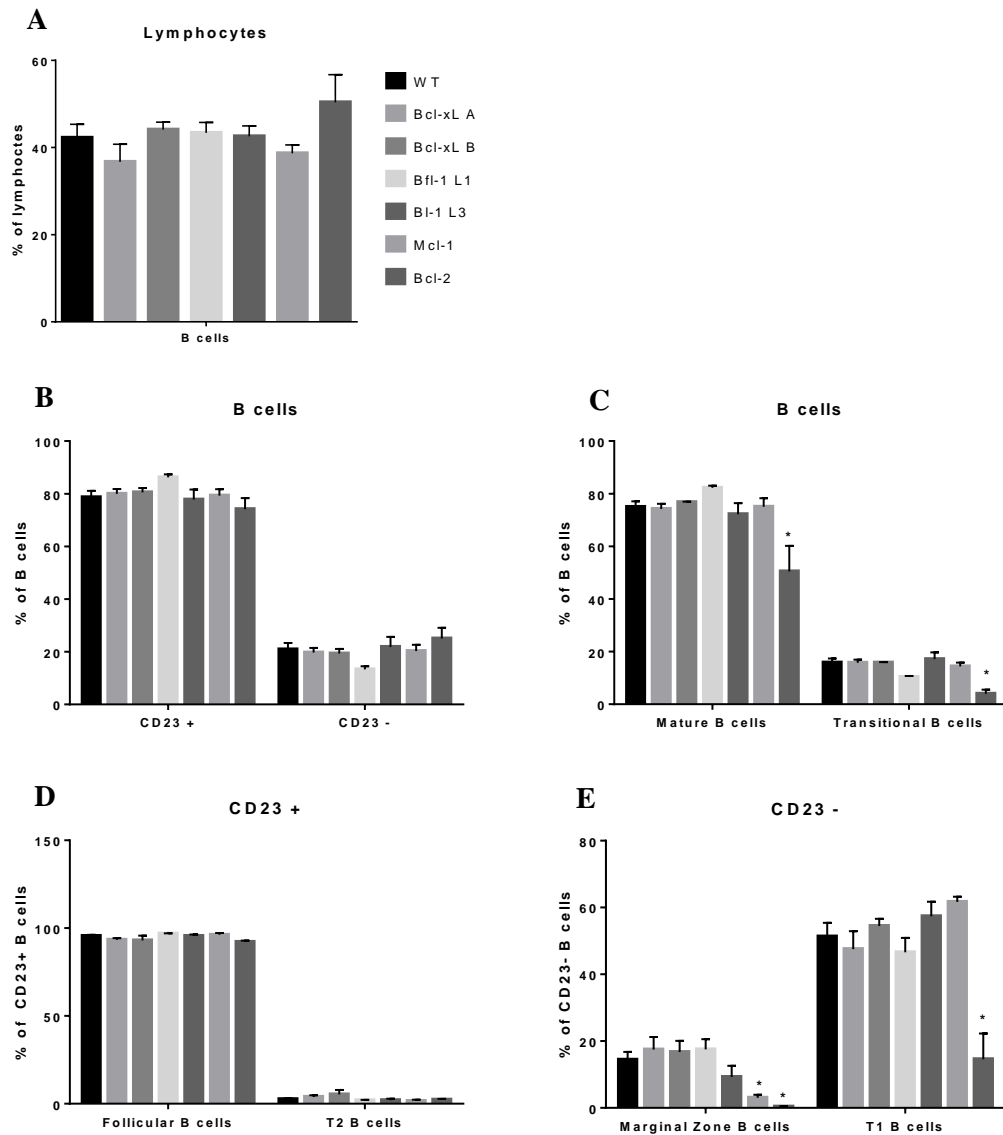 A
Lymphocytes
% of lymphoctes
60
40
20
0
B cells
WT
Bcl-xL A
Bcl-xL B
Bfl-1 L1
Bl-1 L3
Mcl-1
Bcl-2
B
B cells
% of B cells
100
80
60
40
20
0
CD23 +
CD23 -
C
B cells
% of B cells
100
80
60
40
20
0
*
*
Mature B cells
Transitional B cells
D
CD23 +
% of CD23+ B cells
150
100
50
0
Follicular B cells
T2 B cells
E
CD23 -
% of CD23- B cells
80
60
40
20
0
*
*
*
Marginal Zone B cells
T1 B cells